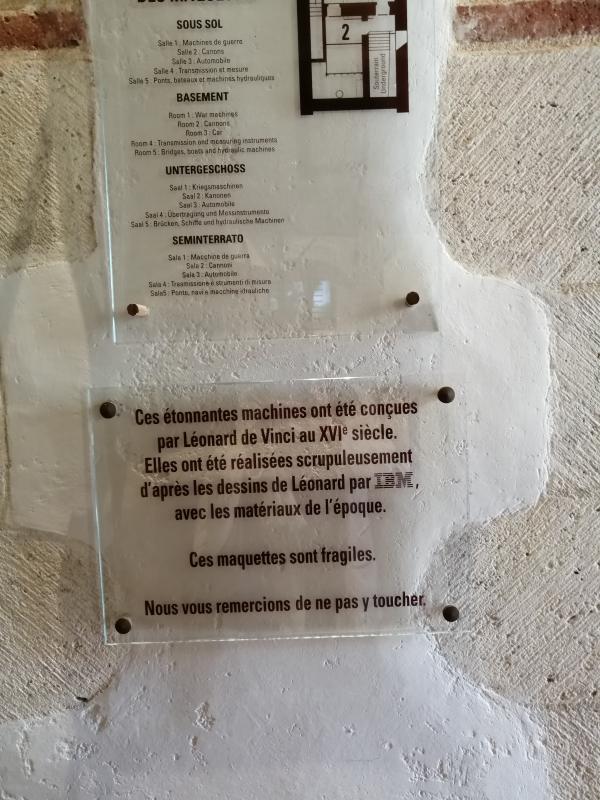 SOUS SOL
Salle 1 : Machines de guerre
Salle 2 : Canons
Salle 3 : Automobile
Salle 4 : Transmission et mesure
Salle 5 : Ponts, bateaux et machines hydrauliques
BASEMENT
Room 1 : War machines
Room 2 : Cannons
Room 3 : Car
Room 4 : Transmission and measuring instruments
Room 5 : Bridges, boats and hydraulic machines
UNTERGESCHOSS
Saal 1 : Kriegsmaschinen
Saal 2 : Kanonen
Saal 3 : Automobile
Saal 4 : Übertragung und Messinstrumente
Saal 5 : Brücken, Schiffe und hydraulische Maschinen
SEMINTERRATO
Sala 1 : Macchine de guerra
Sala 2 : Cannoni
Sala 3 : Automobile
Sala 4 : Trasmissione e strumenti di misura
Sala5 : Ponti, navi e macchine idrauliche
2
Souterrain
Underground
Ces étonnantes machines ont été conçues
par Léonard de Vinci au XVIe siècle.
Elles ont été réalisées scrupuleusement
d'après les dessins de Léonard par IBM,
avec les matériaux de l'époque.
Ces maquettes sont fragiles.
Nous vous remercions de ne pas y toucher.